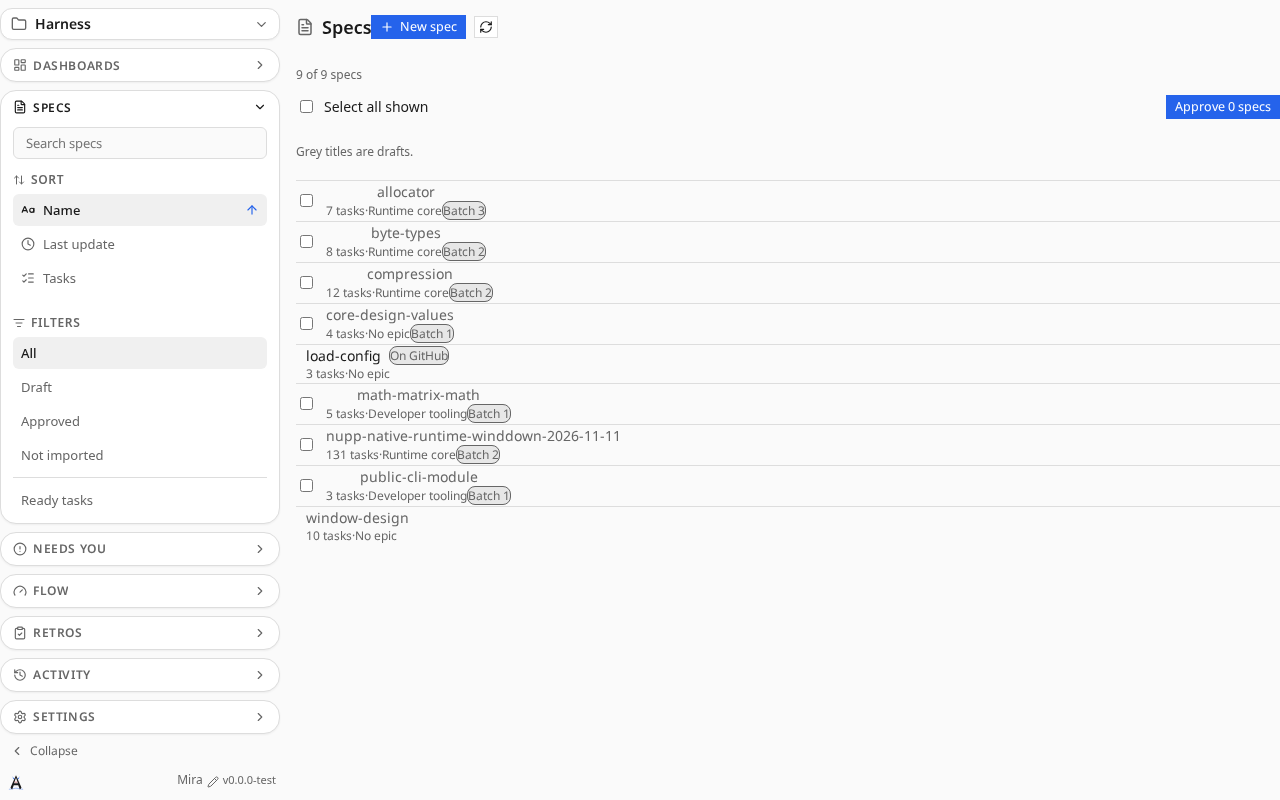 Harness
DASHBOARDS
SPECS
Search specs
SORT
Aa Name
Last update
Tasks
FILTERS
All
Draft
Approved
Not imported
Ready tasks
NEEDS YOU
FLOW
RETROS
ACTIVITY
SETTINGS
Collapse
A
Mira v0.0.0-test
Specs + New spec
9 of 9 specs
Select all shown Approve 0 specs
Grey titles are drafts.
allocator
7 tasks·Runtime core Batch 3
byte-types
8 tasks·Runtime core Batch 2
compression
12 tasks·Runtime core Batch 2
core-design-values
4 tasks·No epic Batch 1
load-config On GitHub
3 tasks·No epic
math-matrix-math
5 tasks·Developer tooling Batch 1
nupp-native-runtime-winddown-2026-11-11
131 tasks·Runtime core Batch 2
public-cli-module
3 tasks·Developer tooling Batch 1
window-design
10 tasks·No epic